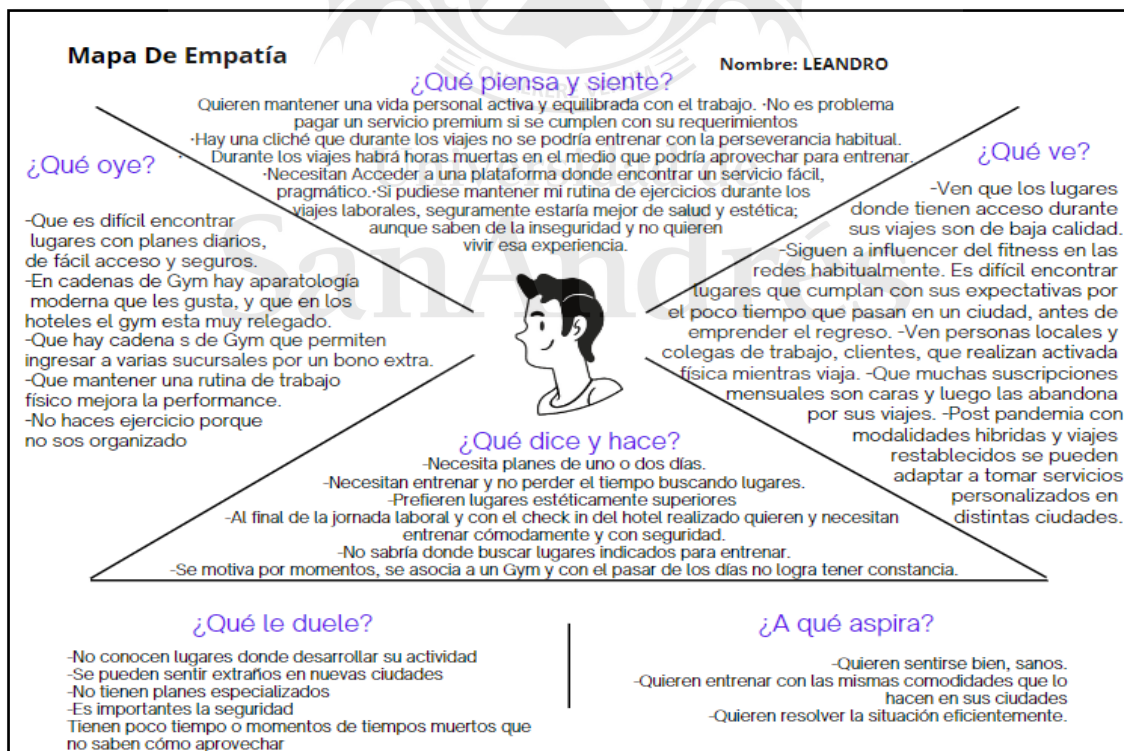 Mapa De Empatía
Nombre: LEANDRO
¿Qué piensa y siente?
Quieren mantener una vida personal activa y equilibrada con el trabajo. ·No es problema
pagar un servicio premium si se cumplen con su requerimientos
·Hay una cliché que durante los viajes no se podría entrenar con la perseverancia habitual.
· Durante los viajes habrá horas muertas en el medio que podría aprovechar para entrenar.
·Necesitan Acceder a una plataforma donde encontrar un servicio fácil,
pragmático.·Si pudiese mantener mi rutina de ejercicios durante los
viajes laborales, seguramente estaría mejor de salud y estética;
aunque saben de la inseguridad y no quieren
vivir esa experiencia.
¿Qué oye?
-Que es difícil encontrar
lugares con planes diarios,
de fácil acceso y seguros.
-En cadenas de Gym hay aparatología
moderna que les gusta, y que en los
hoteles el gym esta muy relegado.
-Que hay cadena s de Gym que permiten
ingresar a varias sucursales por un bono extra.
-Que mantener una rutina de trabajo
físico mejora la performance.
-No haces ejercicio porque
no sos organizado
¿Qué ve?
-Ven que los lugares
donde tienen acceso durante
sus viajes son de baja calidad.
-Siguen a influencer del fitness en las
redes habitualmente. Es difícil encontrar
lugares que cumplan con sus expectativas por
el poco tiempo que pasan en un ciudad, antes de
emprender el regreso. -Ven personas locales y
colegas de trabajo, clientes, que realizan activada
física mientras viaja. -Que muchas suscripciones
mensuales son caras y luego las abandona
por sus viajes. -Post pandemia con
modalidades hibridas y viajes
restablecidos se pueden
adaptar a tomar servicios
personalizados en
distintas ciudades.
¿Qué dice y hace?
-Necesita planes de uno o dos días.
-Necesitan entrenar y no perder el tiempo buscando lugares.
-Prefieren lugares estéticamente superiores
-Al final de la jornada laboral y con el check in del hotel realizado quieren y necesitan
entrenar cómodamente y con seguridad.
-No sabría donde buscar lugares indicados para entrenar.
-Se motiva por momentos, se asocia a un Gym y con el pasar de los días no logra tener constancia.
¿Qué le duele?
-No conocen lugares donde desarrollar su actividad
-Se pueden sentir extraños en nuevas ciudades
-No tienen planes especializados
-Es importantes la seguridad
Tienen poco tiempo o momentos de tiempos muertos que
no saben cómo aprovechar
¿A qué aspira?
-Quieren sentirse bien, sanos.
-Quieren entrenar con las mismas comodidades que lo
hacen en sus ciudades
-Quieren resolver la situación eficientemente.
Universidad de
SanAndrés